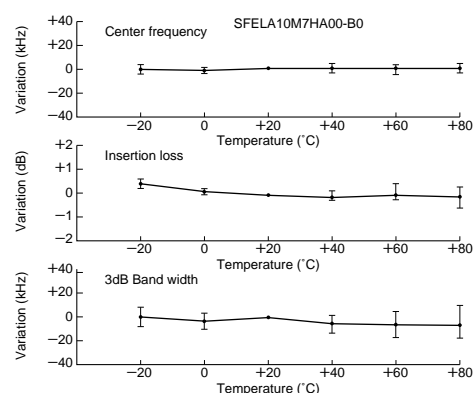 SFELA10M7HA00-B0
Center frequency
Variation (kHz)
+40
+20
0
−20
−40
−20 0 +20 +40 +60 +80
Temperature (˚C)
Insertion loss
Variation (dB)
+2
+1
0
−1
−2
−20 0 +20 +40 +60 +80
Temperature (˚C)
3dB Band width
Variation (kHz)
+40
+20
0
−20
−40
−20 0 +20 +40 +60 +80
Temperature (˚C)